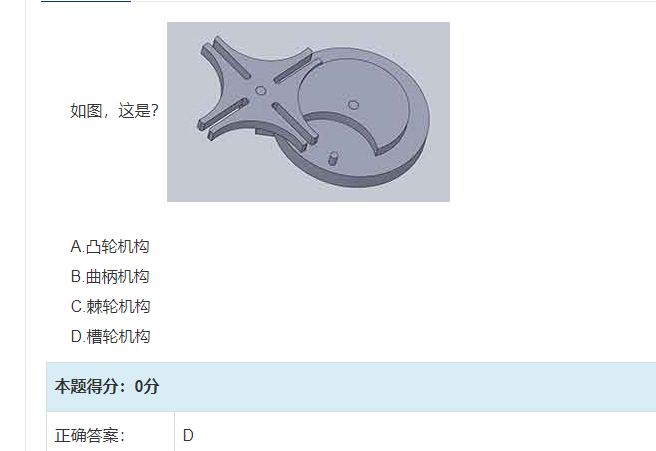 如图，这是?
A.凸轮机构
B.曲柄机构
C.棘轮机构
D.槽轮机构
本题得分：0分
正确答案： D